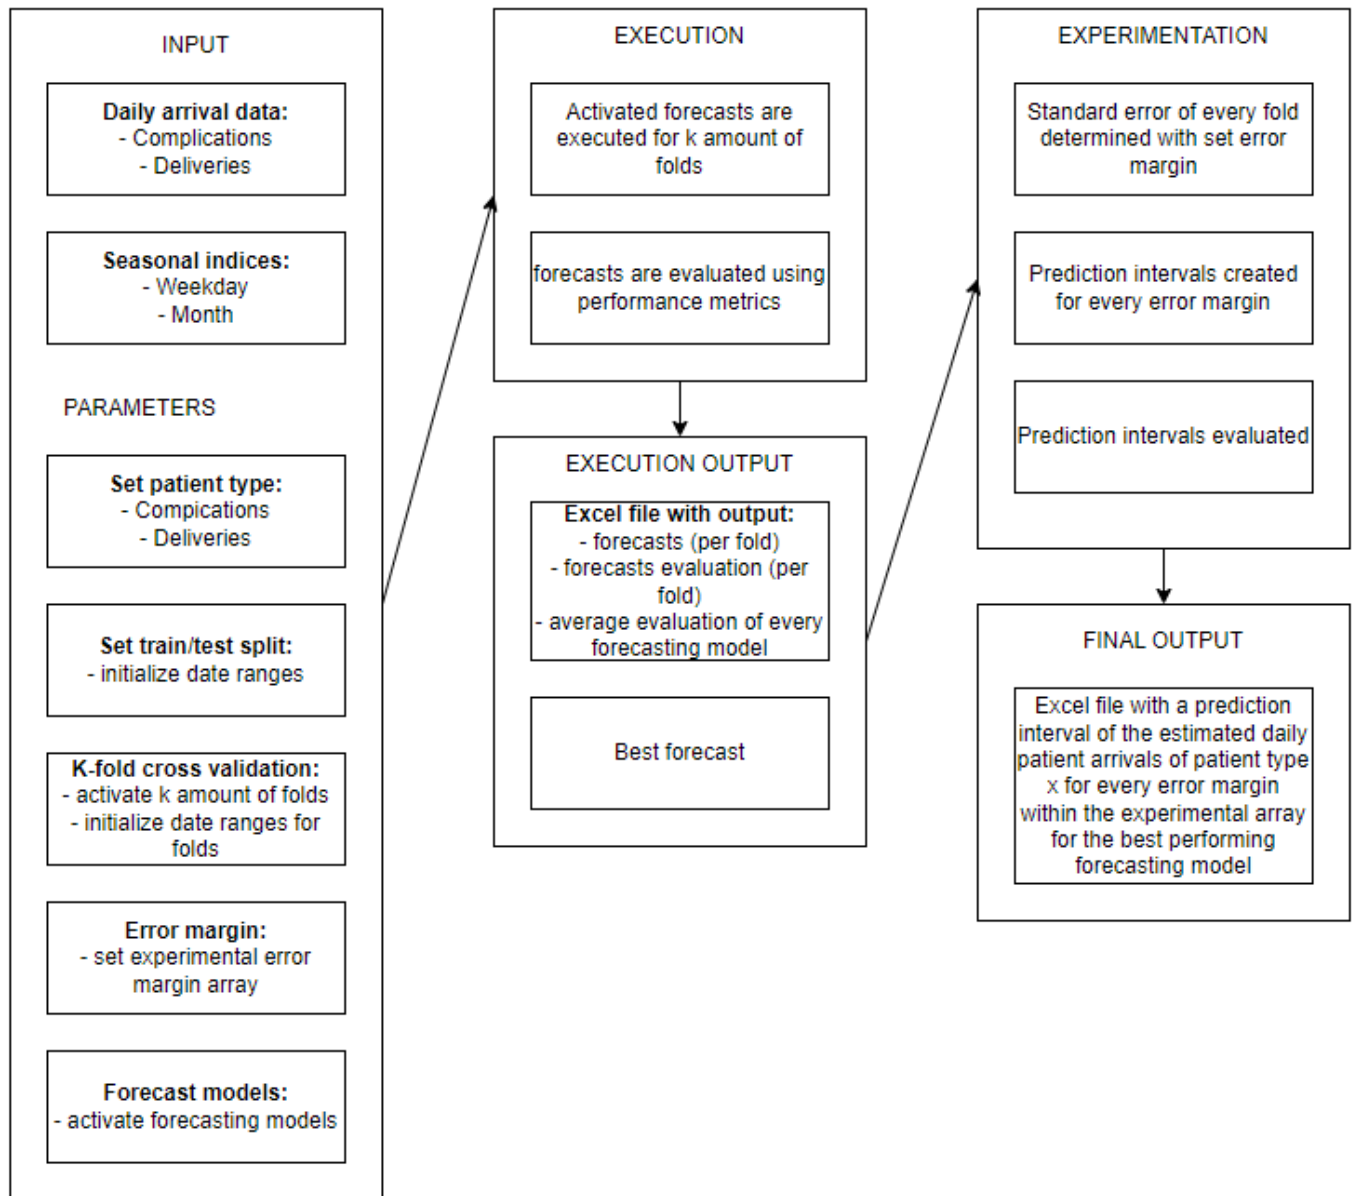 INPUT
Daily arrival data:
- Complications
- Deliveries
Seasonal indices:
- Weekday
- Month
PARAMETERS
Set patient type:
- Compications
- Deliveries
Set train/test split:
- initialize date ranges
K-fold cross validation:
- activate k amount of folds
- initialize date ranges for
folds
Error margin:
- set experimental error
margin array
Forecast models:
- activate forecasting models
EXECUTION
Activated forecasts are
executed for k amount of
folds
forecasts are evaluated using
performance metrics
EXECUTION OUTPUT
Excel file with output:
- forecasts (per fold)
- forecasts evaluation (per
fold)
- average evaluation of every
forecasting model
Best forecast
EXPERIMENTATION
Standard error of every fold
determined with set error
margin
Prediction intervals created
for every error margin
Prediction intervals evaluated
FINAL OUTPUT
Excel file with a prediction
interval of the estimated daily
patient arrivals of patient type
x for every error margin
within the experimental array
for the best performing
forecasting model